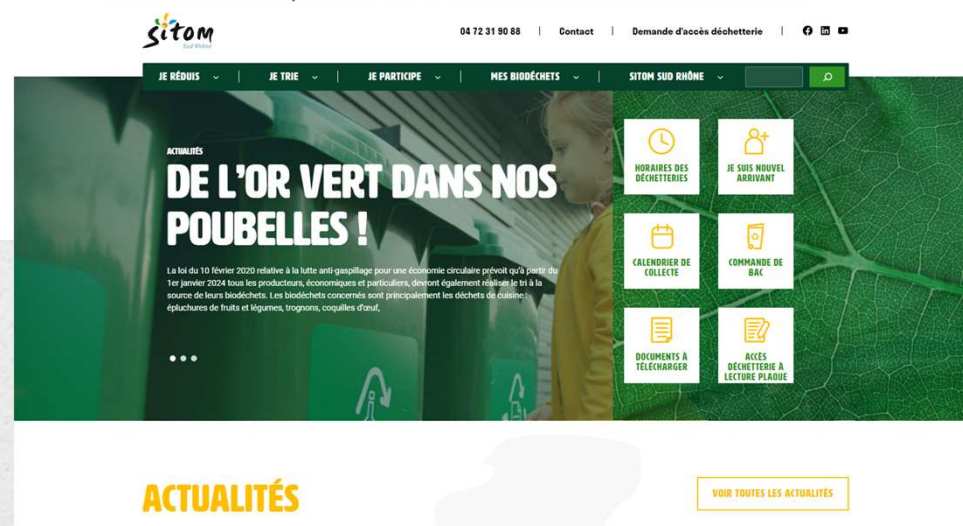 sitom
Sud Rhône
04 72 31 90 88 | Contact | Demande d'accès déchetterie |
JE RÉDUIS | JE TRIE | JE PARTICIPE | MES BIODÉCHETS | SITOM SUD RHÔNE
ACTUALITÉS
DE L'OR VERT DANS NOS
POUBELLES !
La loi du 10 février 2020 relative à la lutte anti-gaspillage pour une économie circulaire prévoit qu'à partir du
1er janvier 2024 tous les producteurs, économiques et particuliers, devront également réaliser le tri à la
source de leurs biodéchets. Les biodéchets concernés sont principalement les déchets de cuisine :
épluchures de fruits et légumes, trognons, coquilles d'œuf,
HORAIRES DES
DÉCHETTERIES
JE SUIS NOUVEL
ARRIVANT
CALENDRIER DE
COLLECTE
COMMANDE DE
BAC
DOCUMENTS À
TÉLÉCHARGER
ACCÈS
DÉCHETTERIE À
LECTURE PLAQUE
ACTUALITÉS
VOIR TOUTES LES ACTUALITÉS